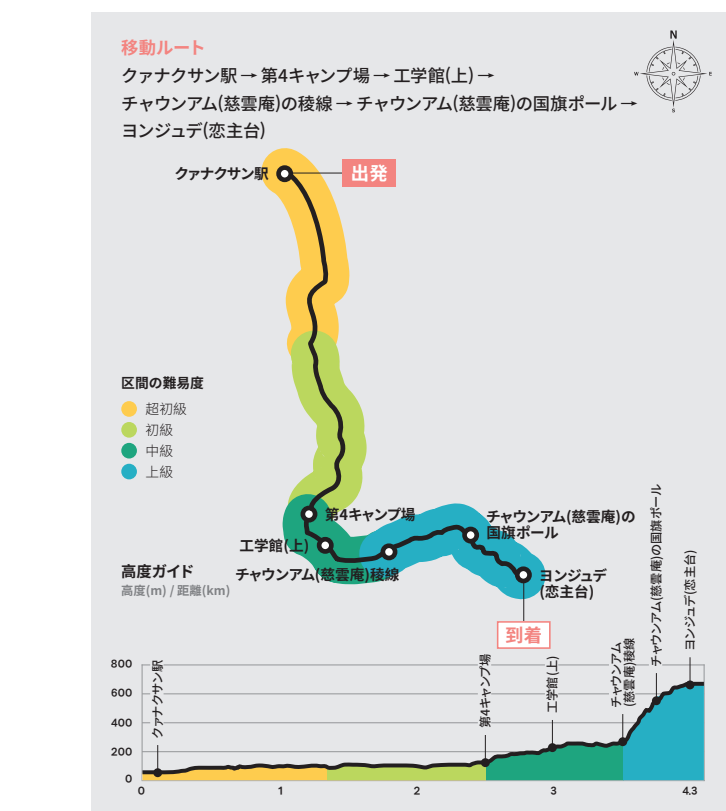 移動ルート
クァナクサン駅 → 第4キャンプ場 → 工学館(上) →
チャウンアム(慈雲庵)の稜線 → チャウンアム(慈雲庵)の国旗ポール →
ヨンジュデ(恋主台)
N
W
E
S
クァナクサン駅
出発
区間の難易度
超初級
初級
中級
上級
第4キャンプ場
工学館(上)
チャウンアム(慈雲庵)稜線
チャウンアム(慈雲庵)の
国旗ポール
ヨンジュデ
(恋主台)
到着
高度ガイド
高度(m) / 距離(km)
800
600
400
200
0
クァナクサン駅
第4キャンプ場
工学館(上)
チャウンアム
(慈雲庵)稜線
チャウンアム(慈雲庵)の国旗ポール
ヨンジュデ(恋主台)
0
1
2
3
4.3